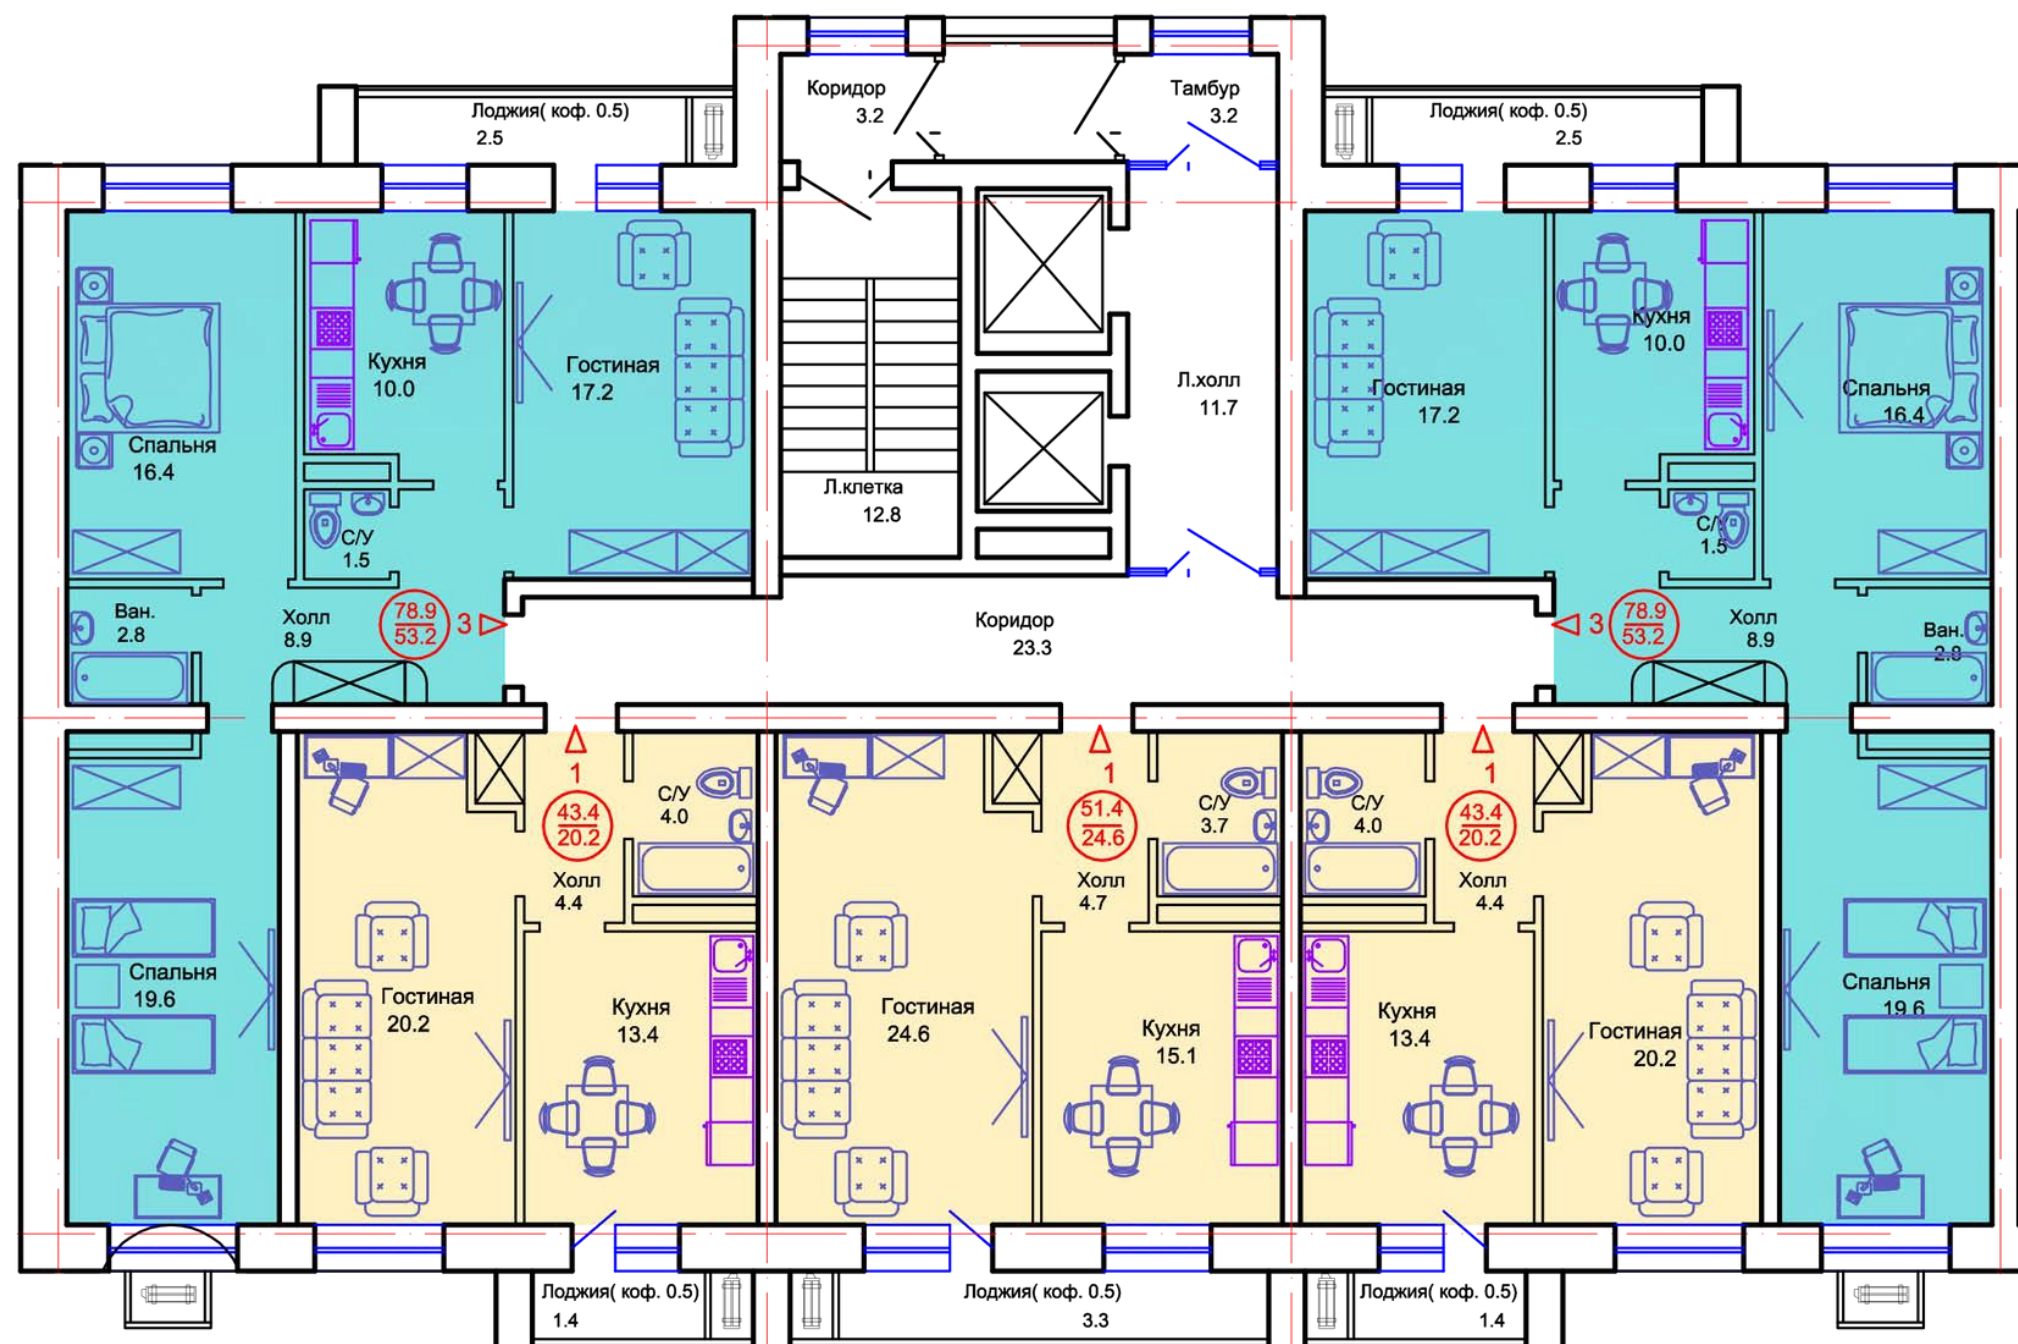 Коридор
3.2
Тамбур
3.2
Лоджия( коф. 0.5)
2.5
Лоджия( коф. 0.5)
2.5
Спальня
16.4
Кухня
10.0
Гостиная
17.2
С/У
1.5
Ван.
2.8
Холл
8.9
78.9
53.2
3
Л.клетка
12.8
Л.холл
11.7
Коридор
23.3
Гостиная
17.2
Кухня
10.0
Спальня
16.4
С/У
1.5
3
78.9
53.2
Холл
8.9
Ван.
2.8
Спальня
19.6
1
43.4
20.2
С/У
4.0
Холл
4.4
Гостиная
20.2
Кухня
13.4
1
51.4
24.6
С/У
3.7
Холл
4.7
Гостиная
24.6
Кухня
15.1
С/У
4.0
1
43.4
20.2
Холл
4.4
Кухня
13.4
Гостиная
20.2
Спальня
19.6
Лоджия( коф. 0.5)
1.4
Лоджия( коф. 0.5)
3.3
Лоджия( коф. 0.5)
1.4